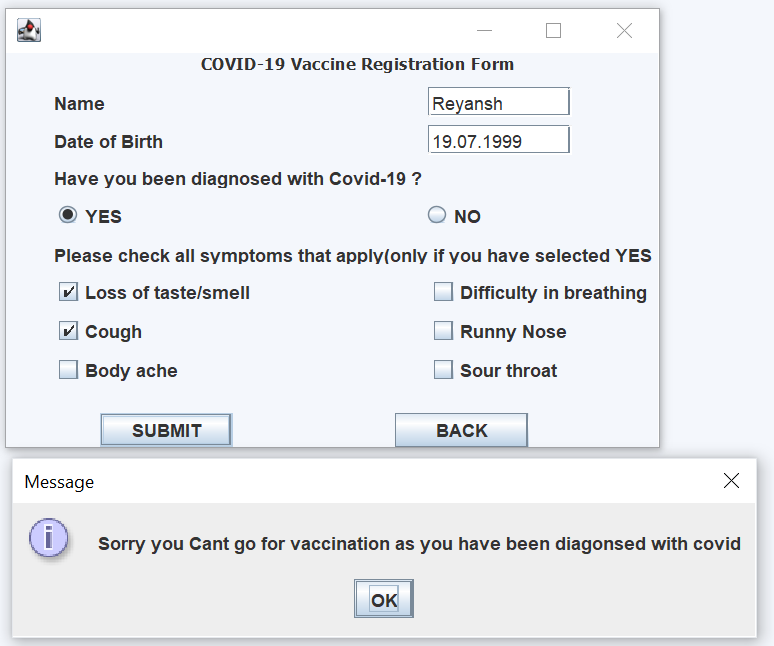 COVID-19 Vaccine Registration Form
Name Reyansh
Date of Birth 19.07.1999
Have you been diagnosed with Covid-19 ?
YES NO
Please check all symptoms that apply(only if you have selected YES
Loss of taste/smell Difficulty in breathing
Cough Runny Nose
Body ache Sour throat
SUBMIT BACK
Message
Sorry you Cant go for vaccination as you have been diagonsed with covid
OK